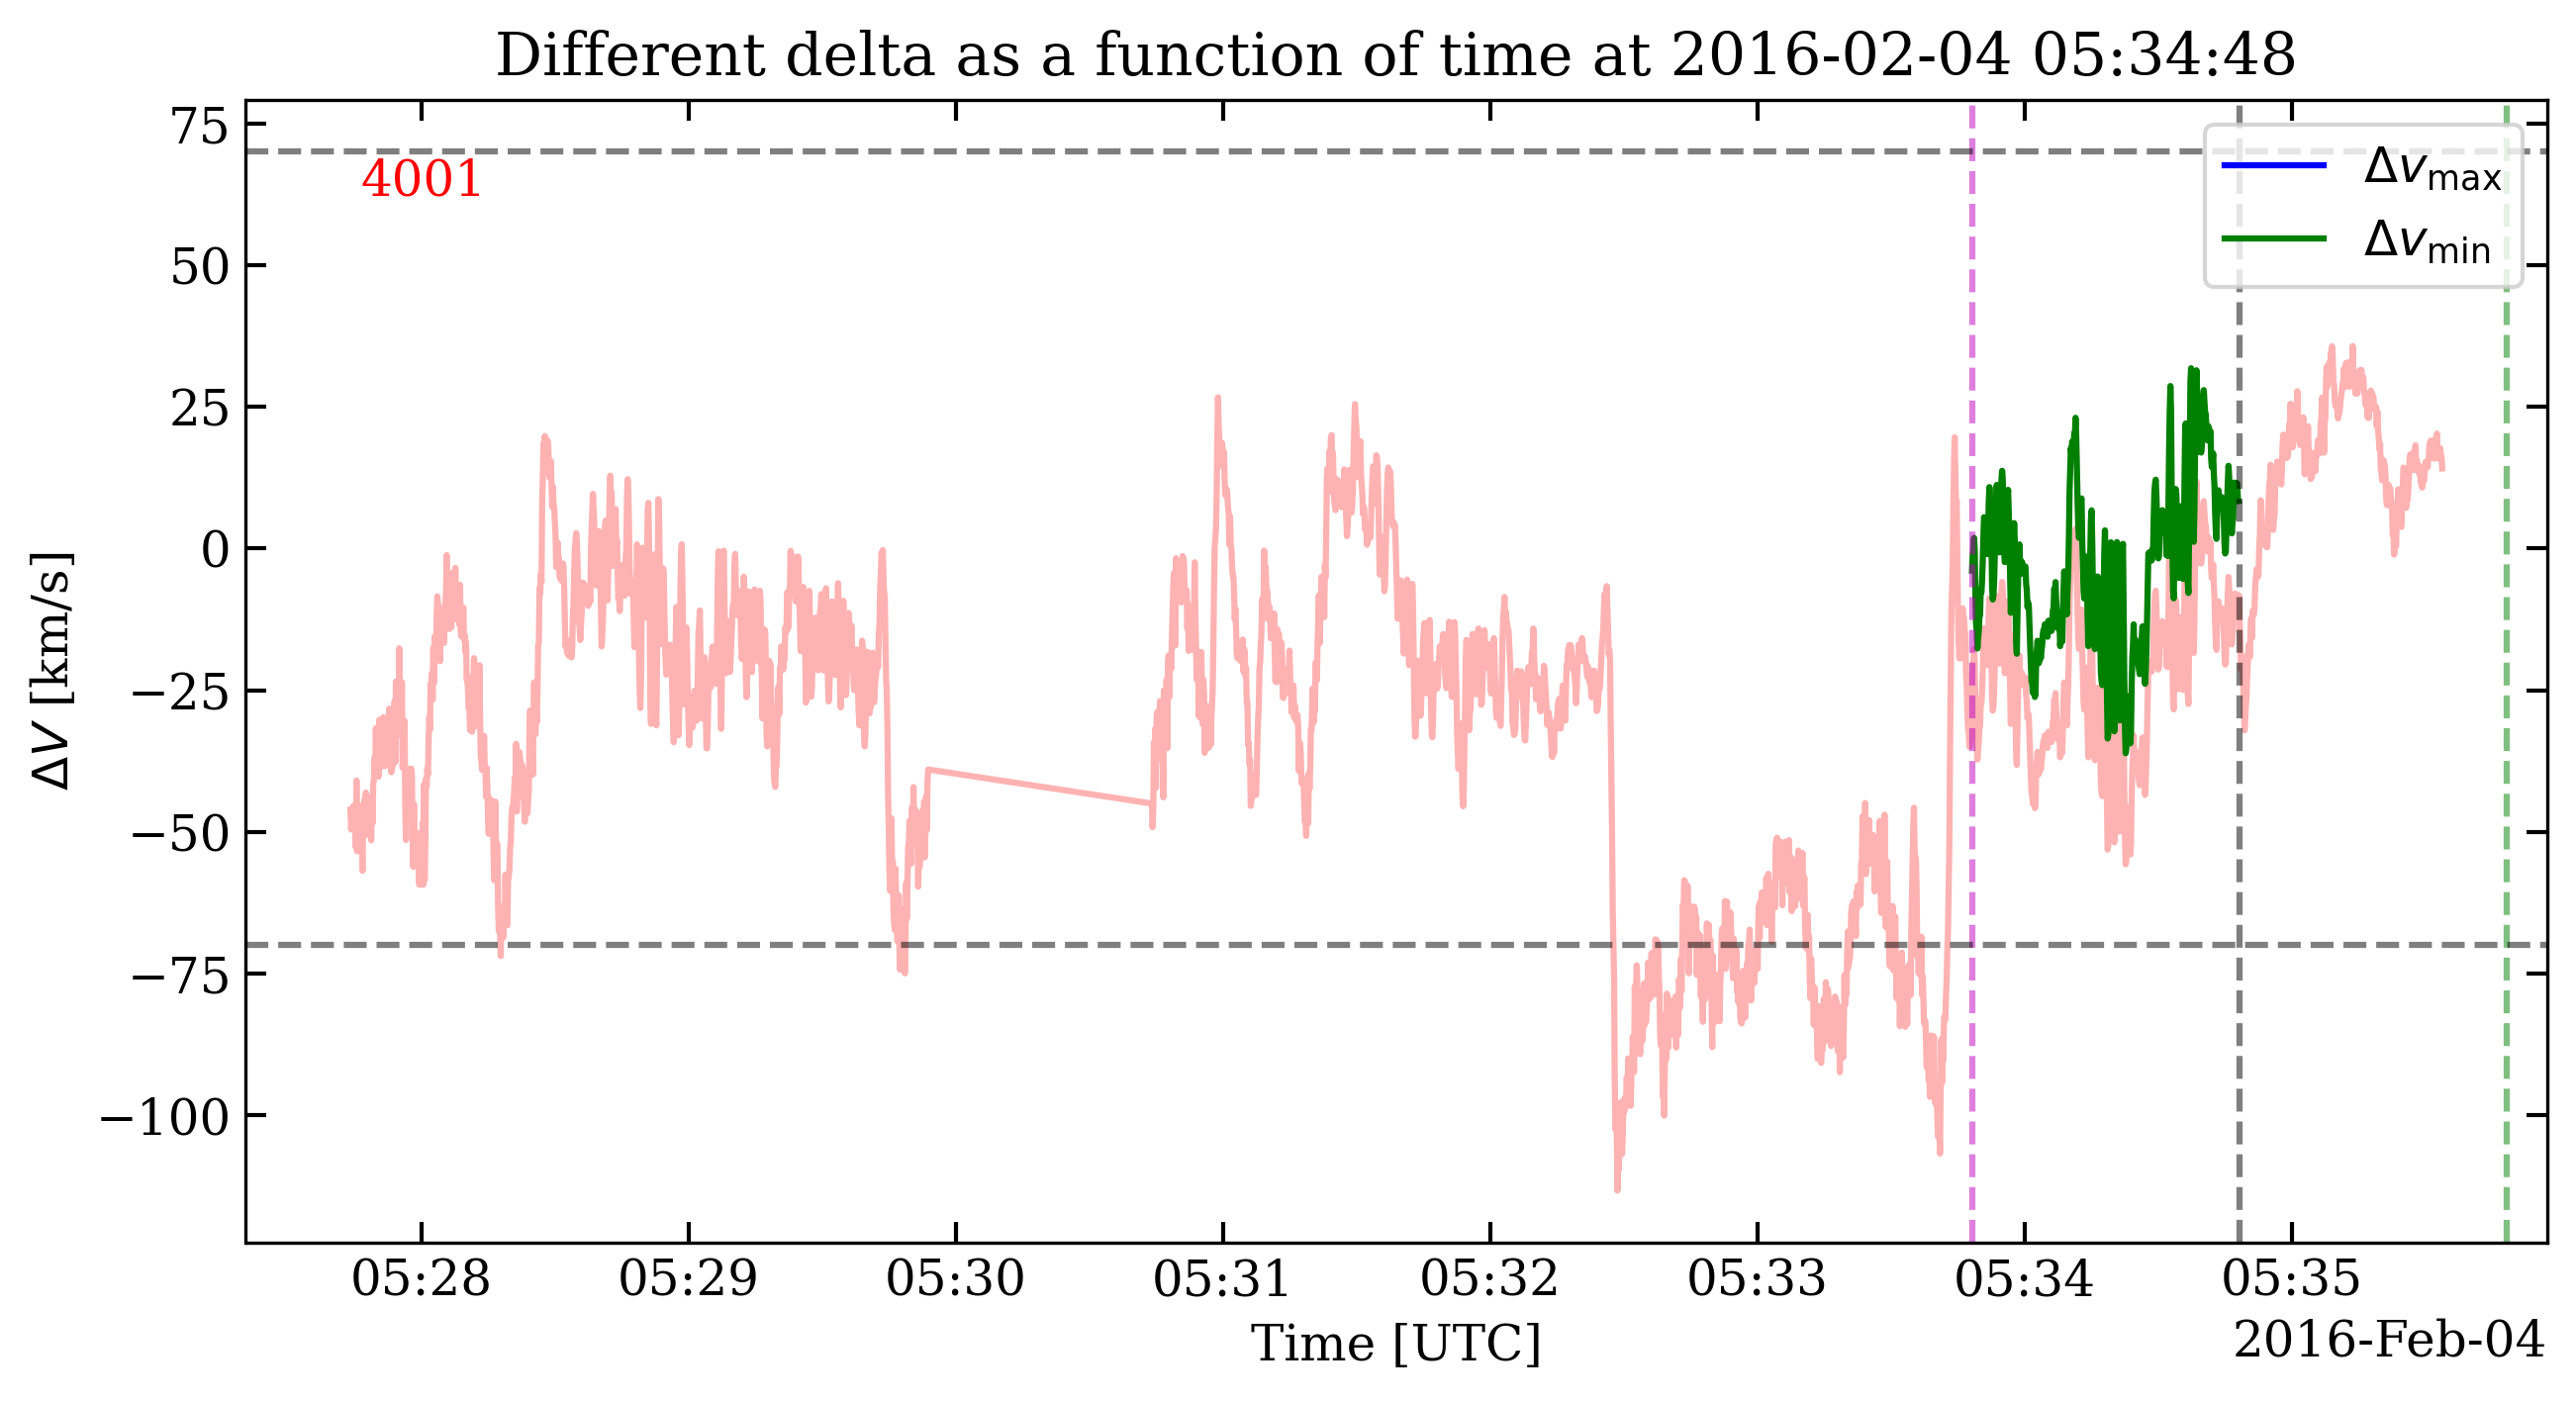 Different delta as a function of time at 2016-02-04 05:34:48
75
50
25
0
−25
−50
−75
−100
ΔV [km/s]
4001
Δv_max
Δv_min
05:28 05:29 05:30 05:31 05:32 05:33 05:34 05:35
Time [UTC]
2016-Feb-04